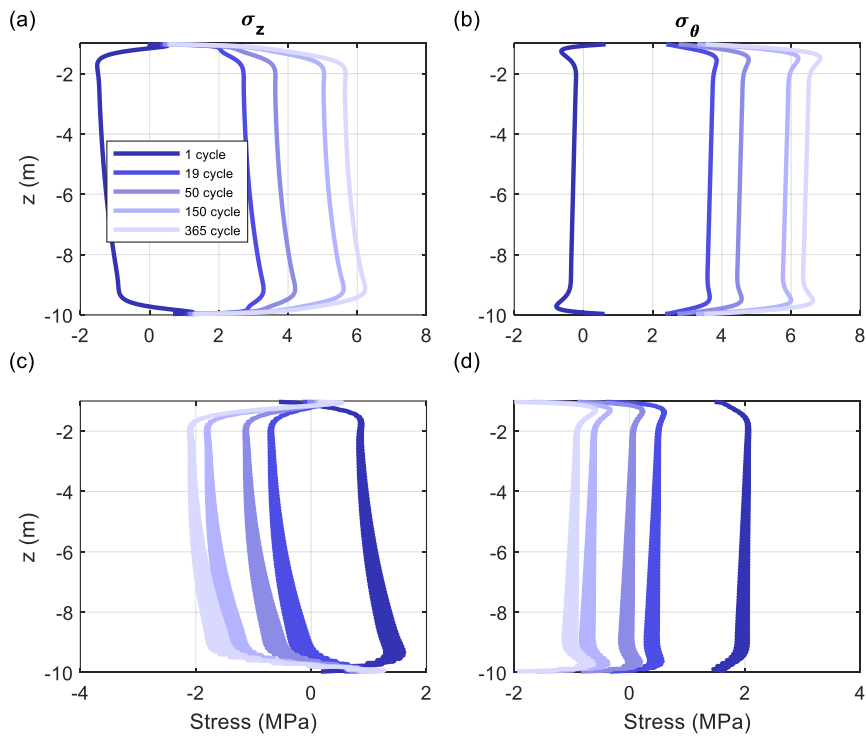 (a)
σz
(b)
σθ
z (m)
-2
-4
-6
-8
-10
1 cycle
19 cycle
50 cycle
150 cycle
365 cycle
-2 0 2 4 6 8
-2
-4
-6
-8
-10
-2 0 2 4 6 8
(c)
(d)
z (m)
-2
-4
-6
-8
-10
-4 -2 0 2
Stress (MPa)
-2
-4
-6
-8
-10
-2 0 2 4
Stress (MPa)